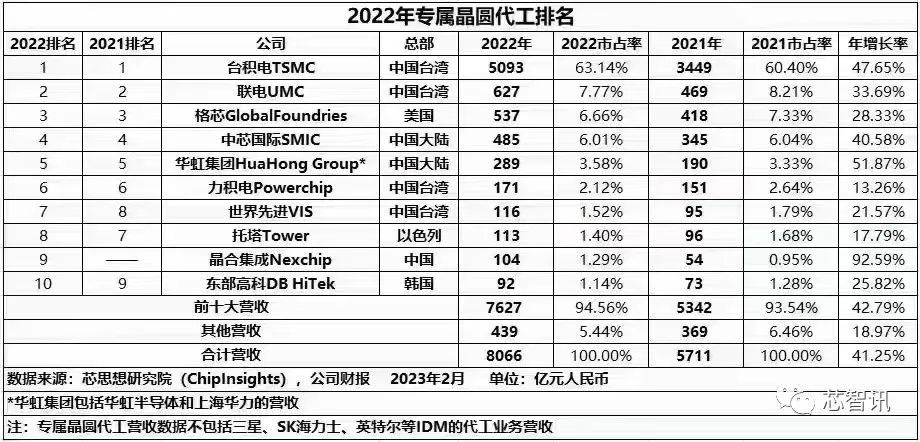 2022年专属晶圆代工排名
2022排名 2021排名 公司 总部 2022年 2022市占率 2021年 2021市占率 年增长率
1 1 台积电TSMC 中国台湾 5093 63.14% 3449 60.40% 47.65%
2 2 联电UMC 中国台湾 627 7.77% 469 8.21% 33.69%
3 3 格芯GlobalFoundries 美国 537 6.66% 418 7.33% 28.33%
4 4 中芯国际SMIC 中国大陆 485 6.01% 345 6.04% 40.58%
5 5 华虹集团HuaHong Group* 中国大陆 289 3.58% 190 3.33% 51.87%
6 6 力积电Powerchip 中国台湾 171 2.12% 151 2.64% 13.26%
7 8 世界先进VIS 中国台湾 116 1.52% 95 1.79% 21.57%
8 7 托塔Tower 以色列 113 1.40% 96 1.68% 17.79%
9 —— 晶合集成Nexchip 中国 104 1.29% 54 0.95% 92.59%
10 9 东部高科DB HiTek 韩国 92 1.14% 73 1.28% 25.82%
前十大营收 7627 94.56% 5342 93.54% 42.79%
其他营收 439 5.44% 369 6.46% 18.97%
合计营收 8066 100.00% 5711 100.00% 41.25%
数据来源：芯思想研究院（ChipInsights），公司财报 2023年2月 单位：亿元人民币
*华虹集团包括华虹半导体和上海华力的营收
注：专属晶圆代工营收数据不包括三星、SK海力士、英特尔等IDM的代工业务营收
芯智讯